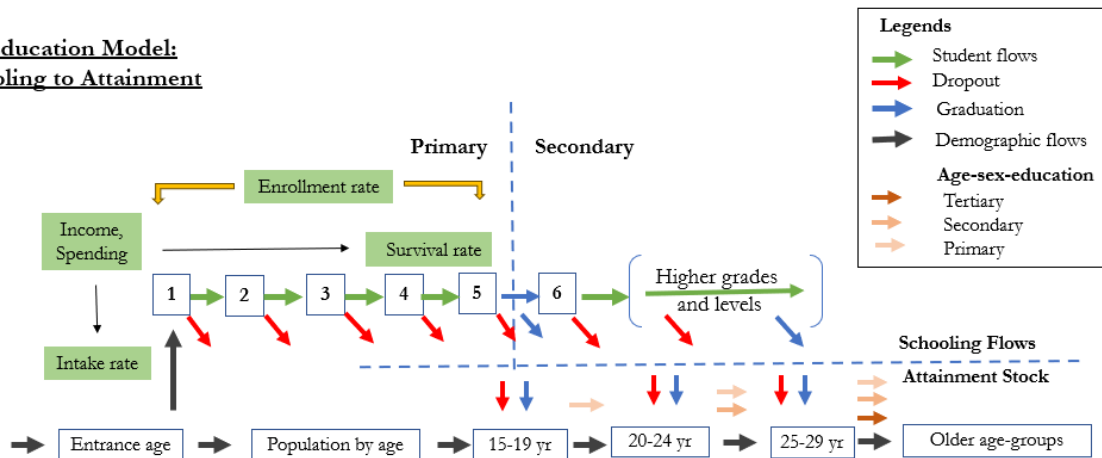 ducation Model:
oling to Attainment
Legends
Student flows
Dropout
Graduation
Demographic flows
Age-sex-education
Tertiary
Secondary
Primary
Primary
Secondary
Enrollment rate
Income,
Spending
Survival rate
1
2
3
4
5
6
Higher grades
and levels
Intake rate
Schooling Flows
Attainment Stock
Entrance age
Population by age
15-19 yr
20-24 yr
25-29 yr
Older age-groups